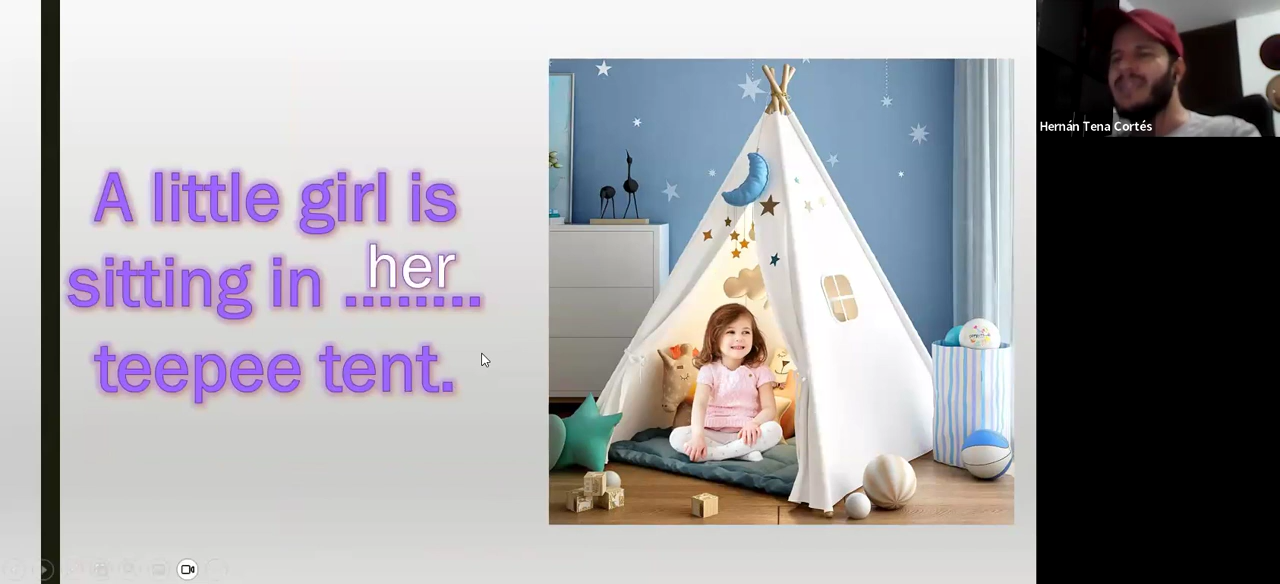 A little girl is
sitting in her ........
teepee tent.
Hernán Tena Cortés